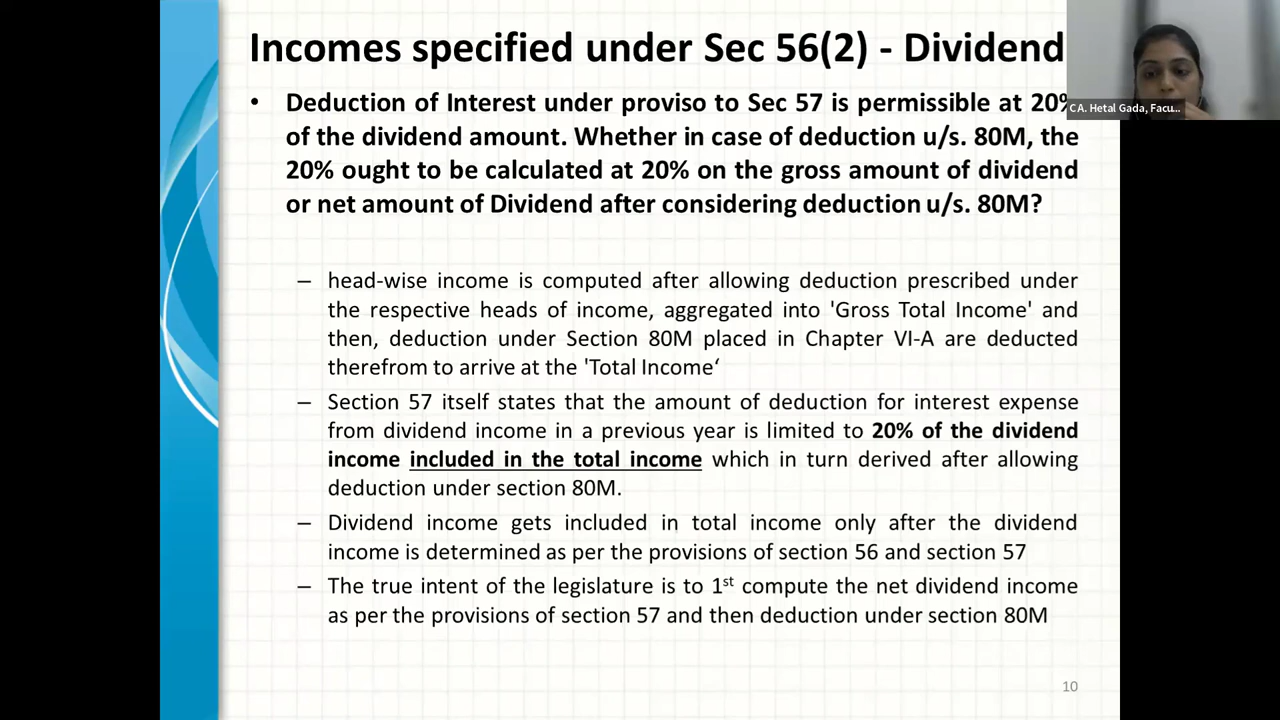 Incomes specified under Sec 56(2) - Dividend
• Deduction of Interest under proviso to Sec 57 is permissible at 20%
CA. Hetal Gada, Facu...
of the dividend amount. Whether in case of deduction u/s. 80M, the
20% ought to be calculated at 20% on the gross amount of dividend
or net amount of Dividend after considering deduction u/s. 80M?
– head-wise income is computed after allowing deduction prescribed under
the respective heads of income, aggregated into 'Gross Total Income' and
then, deduction under Section 80M placed in Chapter VI-A are deducted
therefrom to arrive at the 'Total Income‘
– Section 57 itself states that the amount of deduction for interest expense
from dividend income in a previous year is limited to 20% of the dividend
income included in the total income which in turn derived after allowing
deduction under section 80M.
– Dividend income gets included in total income only after the dividend
income is determined as per the provisions of section 56 and section 57
– The true intent of the legislature is to 1st compute the net dividend income
as per the provisions of section 57 and then deduction under section 80M
10